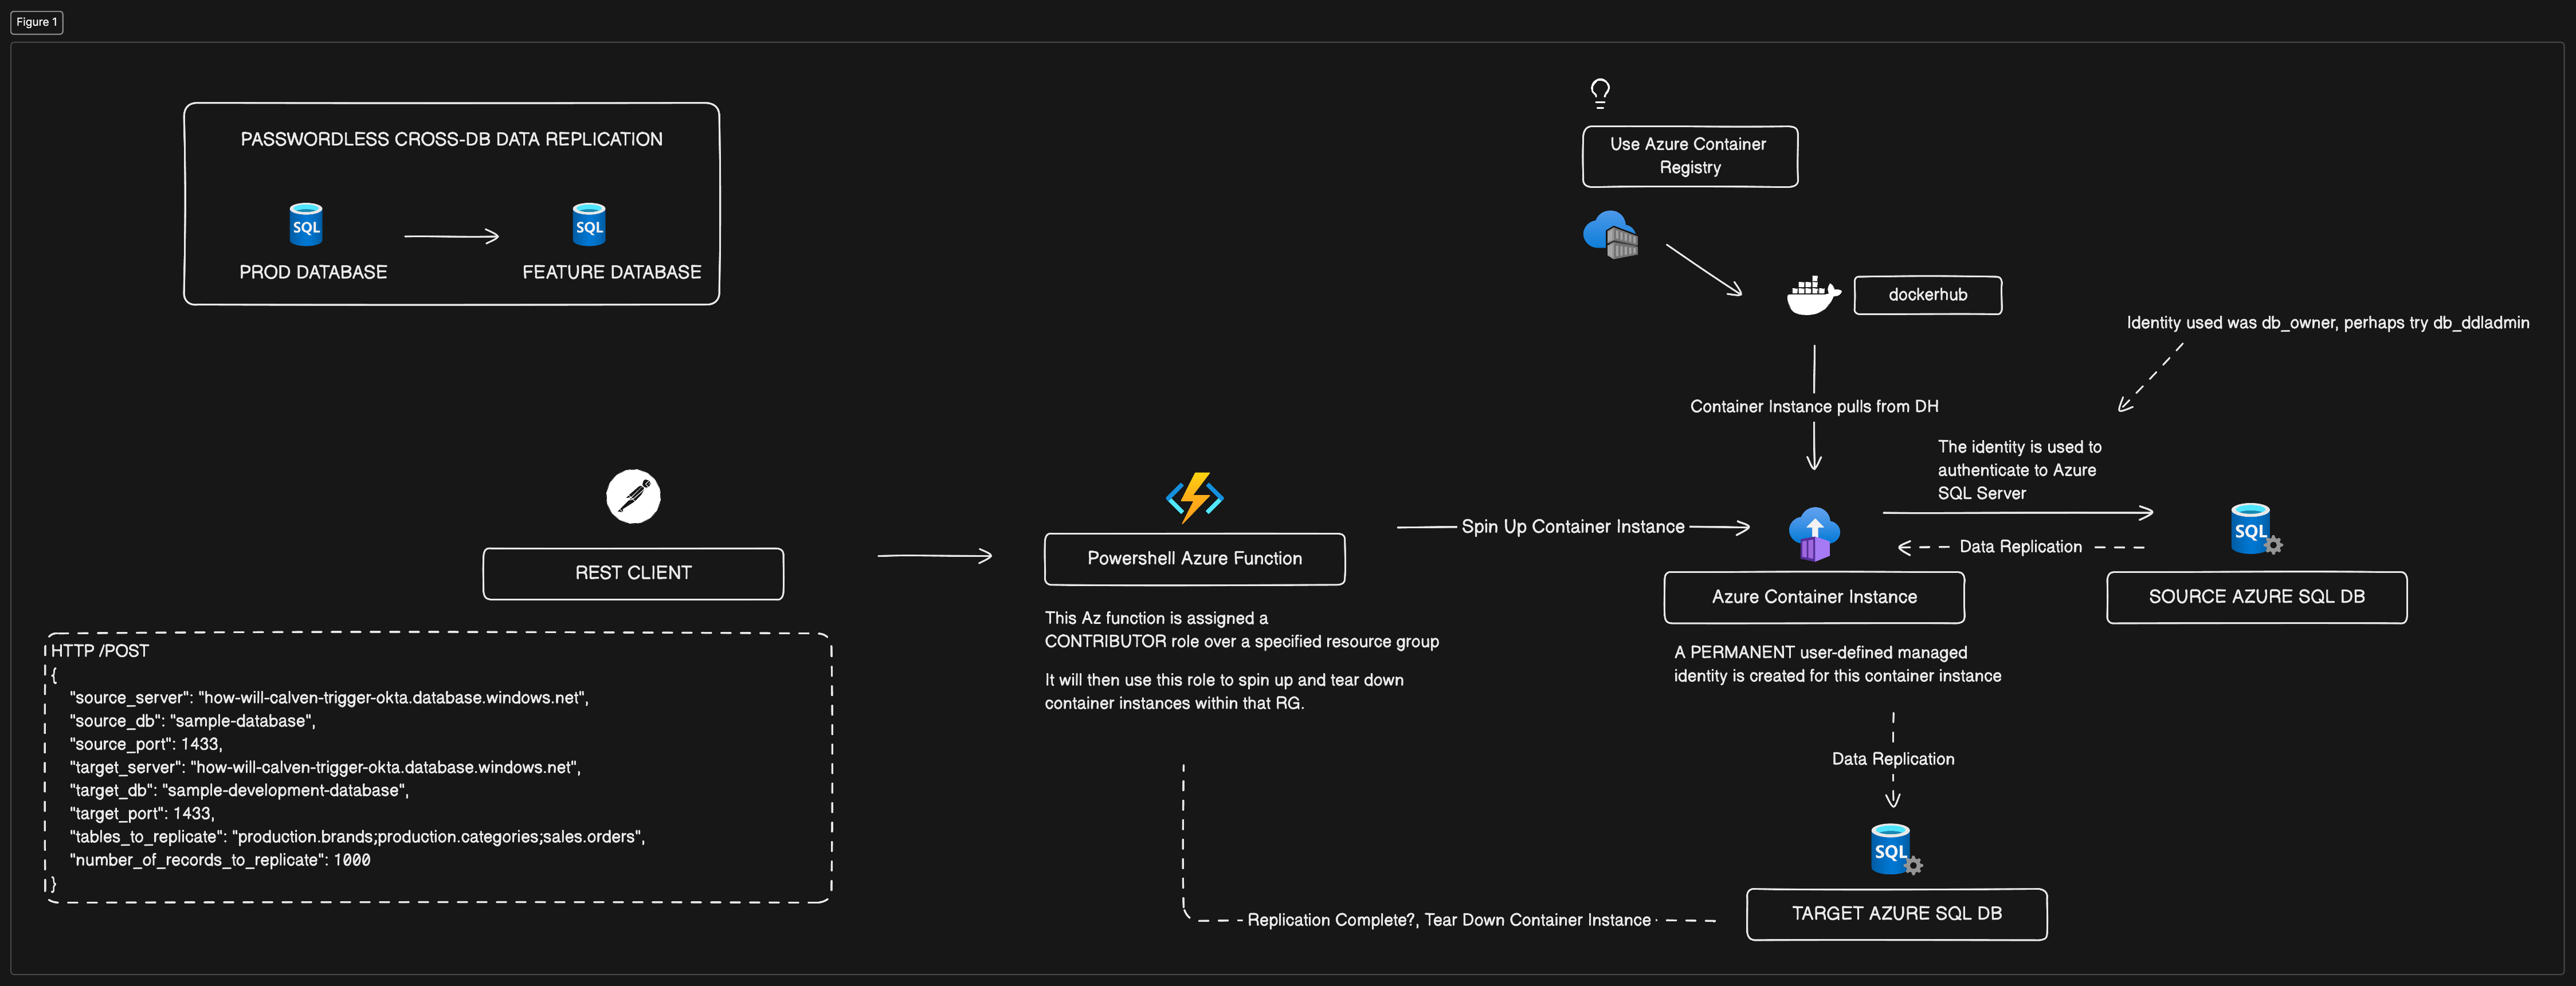 Figure 1
PASSWORDLESS CROSS-DB DATA REPLICATION
SQL
SQL
PROD DATABASE
FEATURE DATABASE
Use Azure Container
Registry
dockerhub
Identity used was db_owner, perhaps try db_ddladmin
Container Instance pulls from DH
The identity is used to
authenticate to Azure
SQL Server
REST CLIENT
Powershell Azure Function
Spin Up Container Instance
Data Replication
SQL
Azure Container Instance
SOURCE AZURE SQL DB
HTTP /POST
{
"source_server": "how-will-calven-trigger-okta.database.windows.net",
"source_db": "sample-database",
"source_port": 1433,
"target_server": "how-will-calven-trigger-okta.database.windows.net",
"target_db": "sample-development-database",
"target_port": 1433,
"tables_to_replicate": "production.brands;production.categories;sales.orders",
"number_of_records_to_replicate": 1000
}
This Az function is assigned a
CONTRIBUTOR role over a specified resource group
It will then use this role to spin up and tear down
container instances within that RG.
A PERMANENT user-defined managed
identity is created for this container instance
Data Replication
SQL
Replication Complete?, Tear Down Container Instance
TARGET AZURE SQL DB